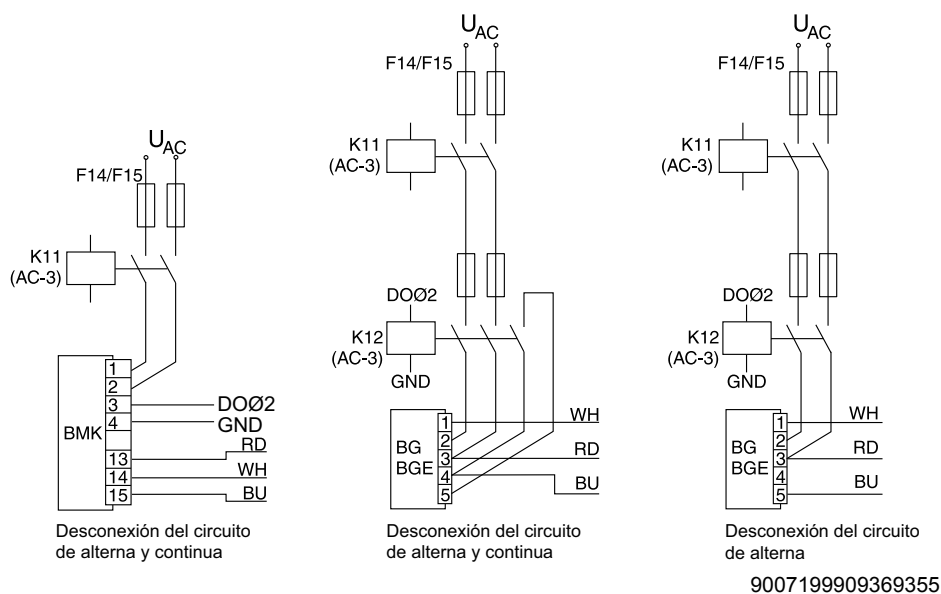 UAC
F14/F15
K11
(AC-3)
BMK
1
2
3
4
13
14
15
DOØ2
GND
RD
WH
BU
Desconexión del circuito
de alterna y continua
UAC
F14/F15
K11
(AC-3)
DOØ2
K12
(AC-3)
GND
BG
BGE
1
2
3
4
5
WH
RD
BU
Desconexión del circuito
de alterna y continua
UAC
F14/F15
K11
(AC-3)
DOØ2
K12
(AC-3)
GND
BG
BGE
1
2
3
4
5
WH
RD
BU
Desconexión del circuito
de alterna
9007199909369355